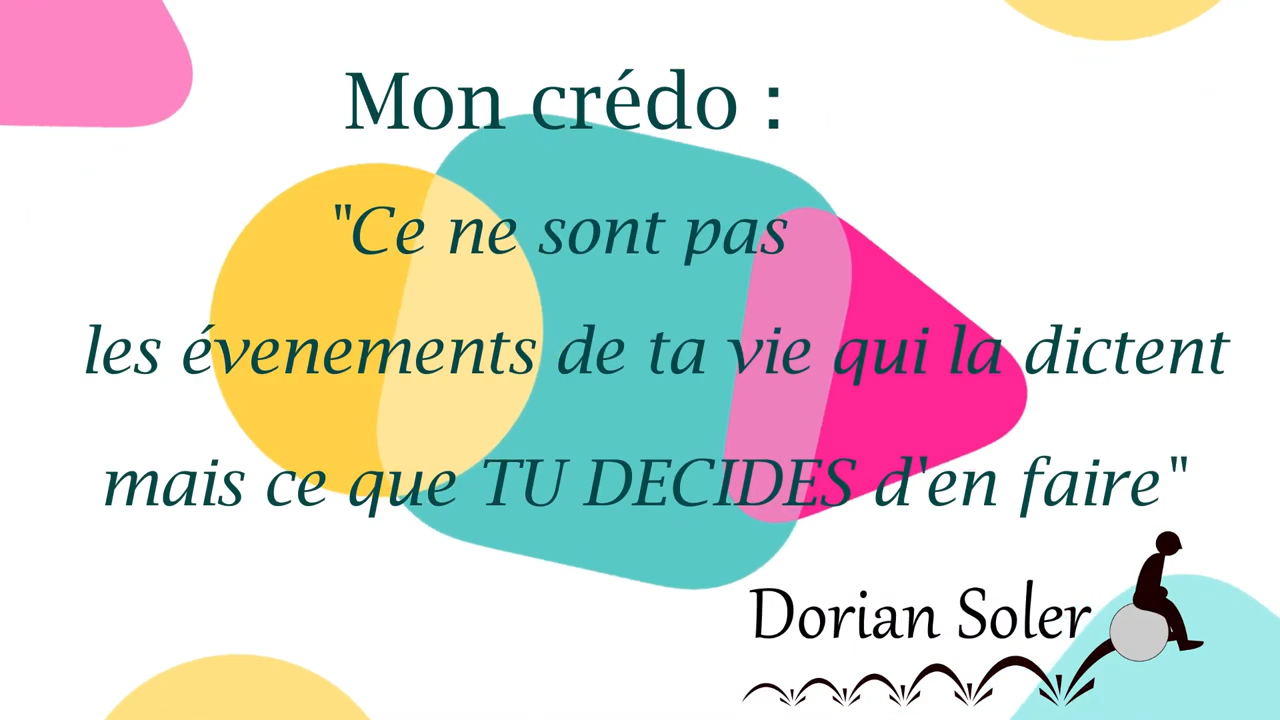 Mon crédo :
"Ce ne sont pas
les évenements de ta vie qui la dictent
mais ce que TU DECIDES d'en faire"
Dorian Soler